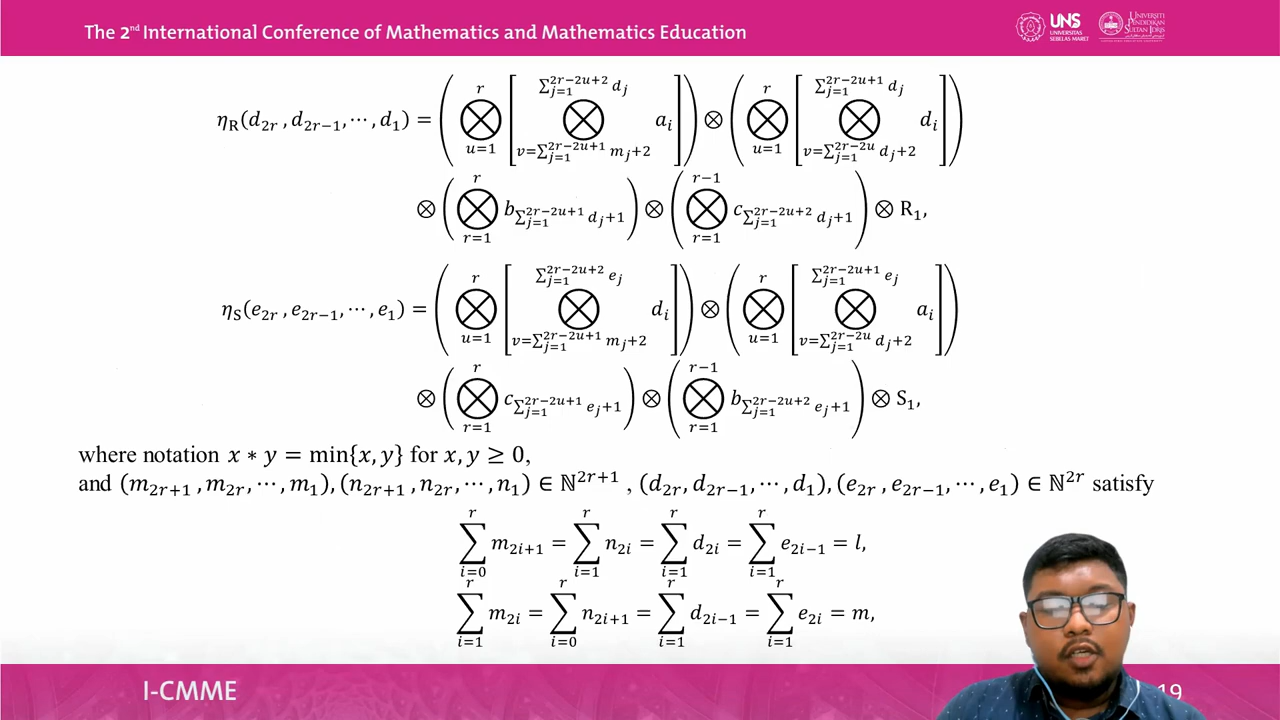 The 2nd International Conference of Mathematics and Mathematics Education
UNS
UNIVERSITAS
SEBELAS MARET
UNIVERSITI
PENDIDIKAN
SULTAN IDRIS
η_R(d_{2r}, d_{2r−1}, ⋯, d_1) = (⨂_{u=1}^{r} [⨂_{v=∑_{j=1}^{2r−2u+1} m_j+2}^{∑_{j=1}^{2r−2u+2} d_j} a_i]) ⊗ (⨂_{u=1}^{r} [⨂_{v=∑_{j=1}^{2r−2u} d_j+2}^{∑_{j=1}^{2r−2u+1} d_j} d_i])
⊗ (⨂_{r=1}^{r} b_{∑_{j=1}^{2r−2u+1} d_j+1}) ⊗ (⨂_{r=1}^{r−1} c_{∑_{j=1}^{2r−2u+2} d_j+1}) ⊗ R_1,
η_S(e_{2r}, e_{2r−1}, ⋯, e_1) = (⨂_{u=1}^{r} [⨂_{v=∑_{j=1}^{2r−2u+1} m_j+2}^{∑_{j=1}^{2r−2u+2} e_j} d_i]) ⊗ (⨂_{u=1}^{r} [⨂_{v=∑_{j=1}^{2r−2u} d_j+2}^{∑_{j=1}^{2r−2u+1} e_j} a_i])
⊗ (⨂_{r=1}^{r} c_{∑_{j=1}^{2r−2u+1} e_j+1}) ⊗ (⨂_{r=1}^{r−1} b_{∑_{j=1}^{2r−2u+2} e_j+1}) ⊗ S_1,
where notation x ∗ y = min{x, y} for x, y ≥ 0,
and (m_{2r+1}, m_{2r}, ⋯, m_1), (n_{2r+1}, n_{2r}, ⋯, n_1) ∈ ℕ^{2r+1}, (d_{2r}, d_{2r−1}, ⋯, d_1), (e_{2r}, e_{2r−1}, ⋯, e_1) ∈ ℕ^{2r} satisfy
∑_{i=0}^{r} m_{2i+1} = ∑_{i=1}^{r} n_{2i} = ∑_{i=1}^{r} d_{2i} = ∑_{i=1}^{r} e_{2i−1} = l,
∑_{i=1}^{r} m_{2i} = ∑_{i=0}^{r} n_{2i+1} = ∑_{i=1}^{r} d_{2i−1} = ∑_{i=1}^{r} e_{2i} = m,
I-CMME
19